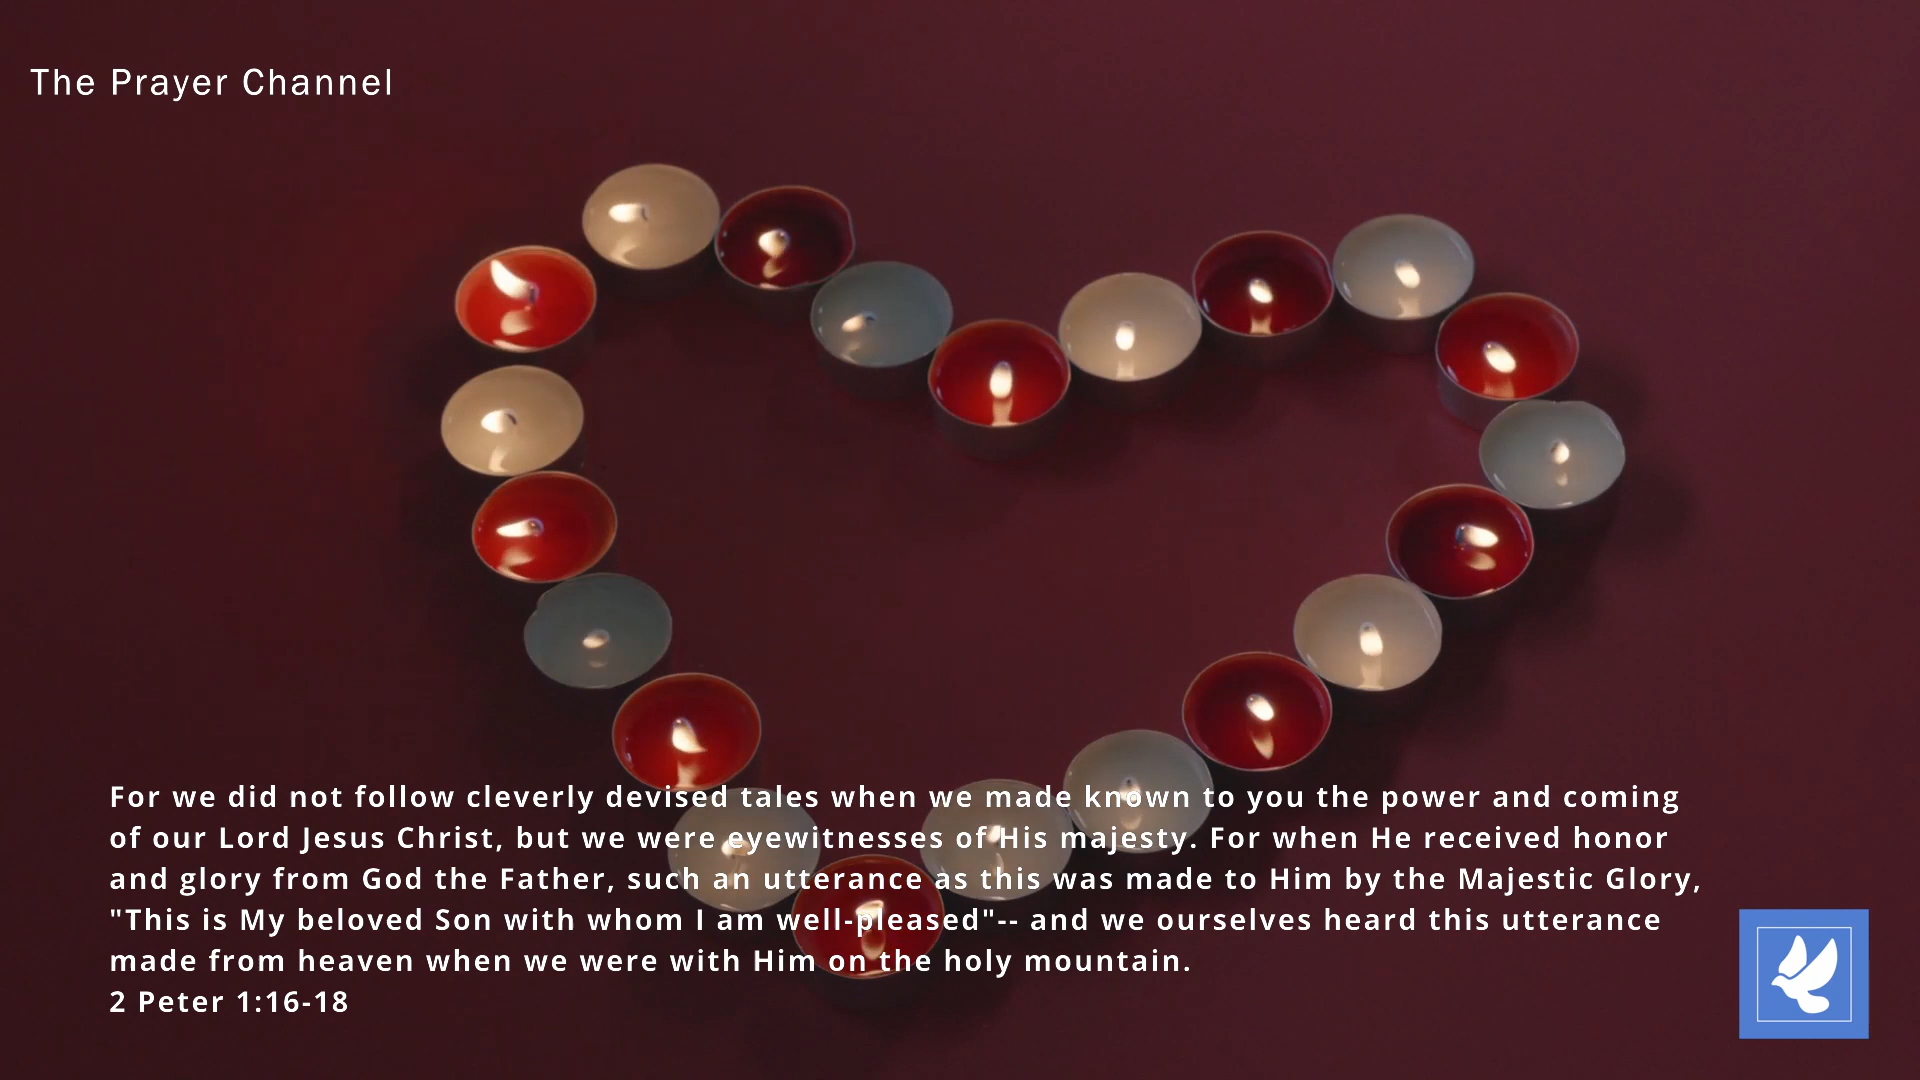 The Prayer Channel
For we did not follow cleverly devised tales when we made known to you the power and coming
of our Lord Jesus Christ, but we were eyewitnesses of His majesty. For when He received honor
and glory from God the Father, such an utterance as this was made to Him by the Majestic Glory,
"This is My beloved Son with whom I am well-pleased"-- and we ourselves heard this utterance
made from heaven when we were with Him on the holy mountain.
2 Peter 1:16-18